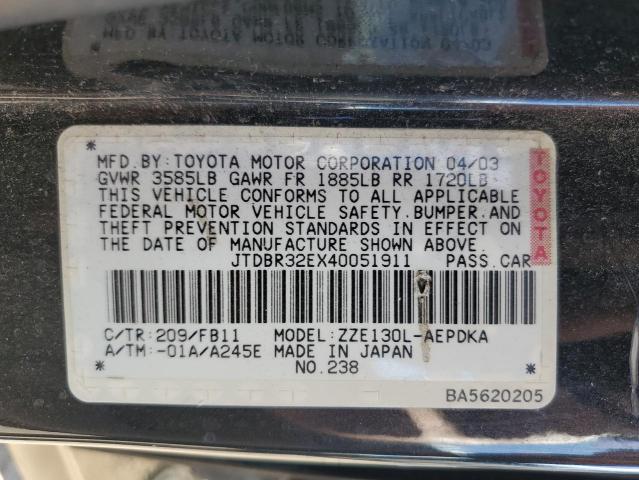 MFD. BY: TOYOTA MOTOR CORPORATION 04/03
GVWR 3585LB GAWR FR 1885LB RR 1720LB
THIS VEHICLE CONFORMS TO ALL APPLICABLE
FEDERAL MOTOR VEHICLE SAFETY. BUMPER. AND
THEFT PREVENTION STANDARDS IN EFFECT ON
THE DATE OF MANUFACTURE SHOWN ABOVE.
JTDBR32EX40051911 PASS. CAR
TOYOTA
C/TR: 209/FB11 MODEL: ZZE130L-AEPDKA
A/TM: -01A/A245E MADE IN JAPAN
NO. 238
BA5620205